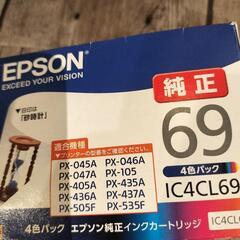 EPSON
EXCEED YOUR VISION
純正
69
目印は
「砂時計」
4色パック
IC4CL69
適合機種
▼プリンターの型番をご確認ください。
PX-045A PX-046A
PX-047A PX-105
PX-405A PX-435A
PX-436A PX-437A
PX-505F PX-535F
4色パック エプソン純正インクカートリッジ
IC4CL6